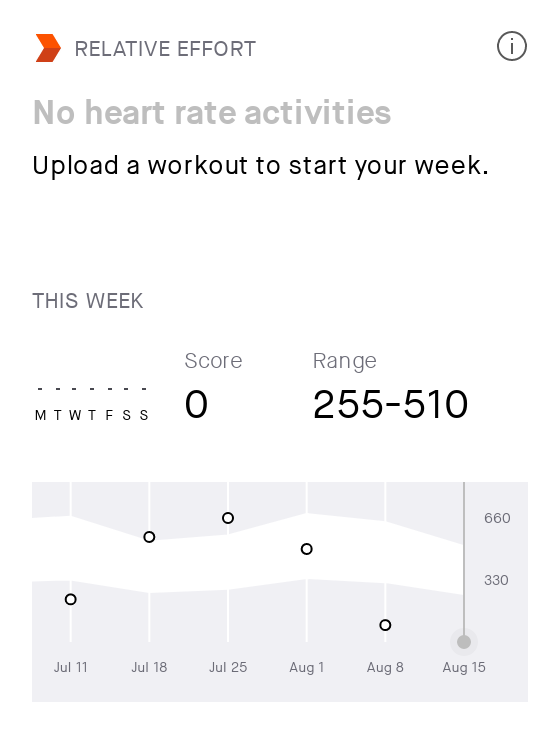 RELATIVE EFFORT
No heart rate activities
Upload a workout to start your week.
THIS WEEK
Score Range
- - - - - - -
0 255-510
M T W T F S S
660
330
Jul 11 Jul 18 Jul 25 Aug 1 Aug 8 Aug 15